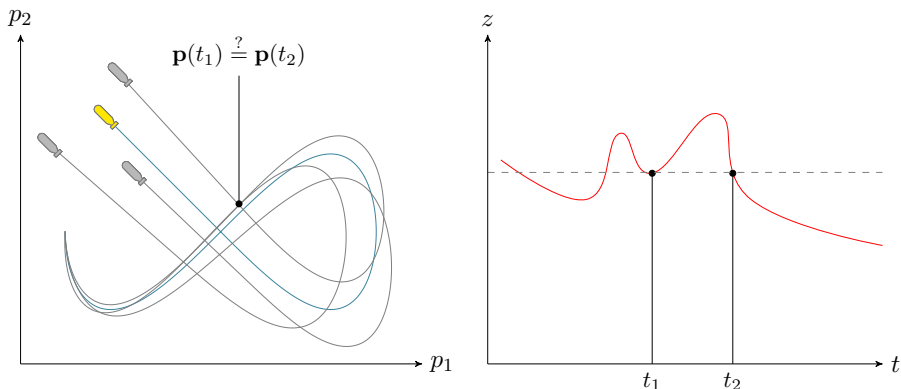 p₂
p(t₁) ≟ p(t₂)
p₁
z
t₁
t₂
t